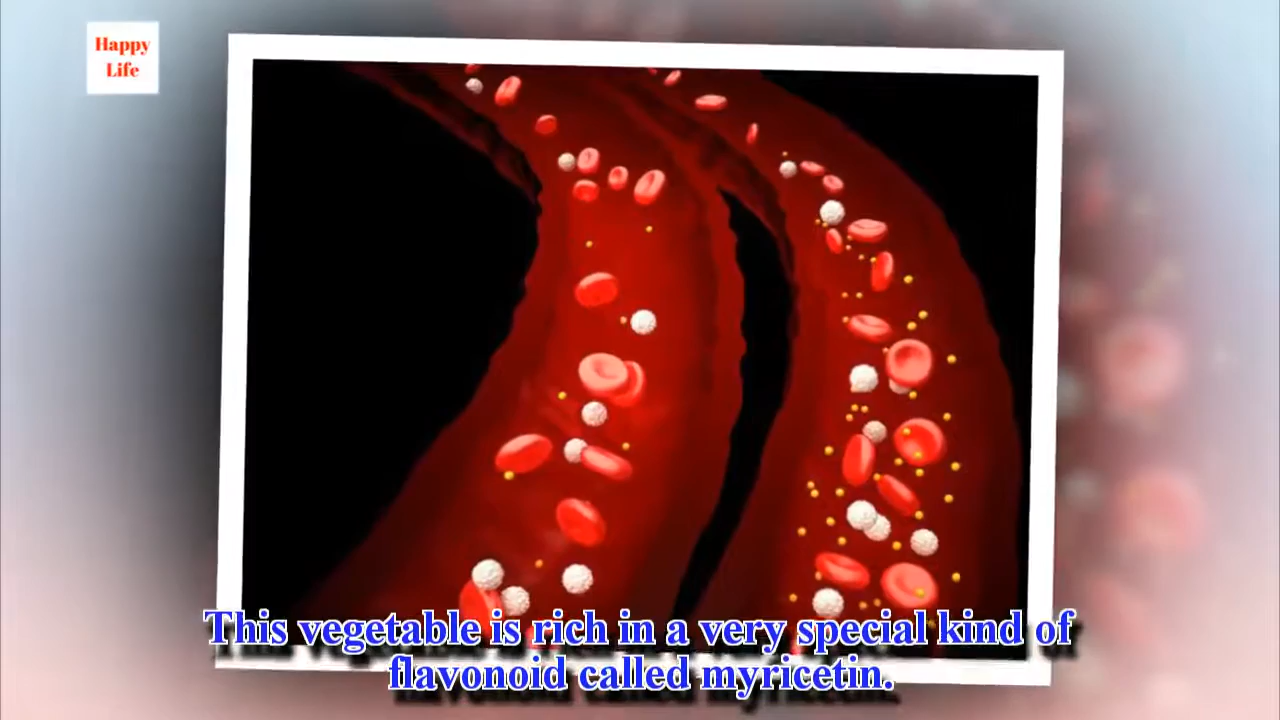 Happy
Life
This vegetable is rich in a very special kind of
flavonoid called myricetin.